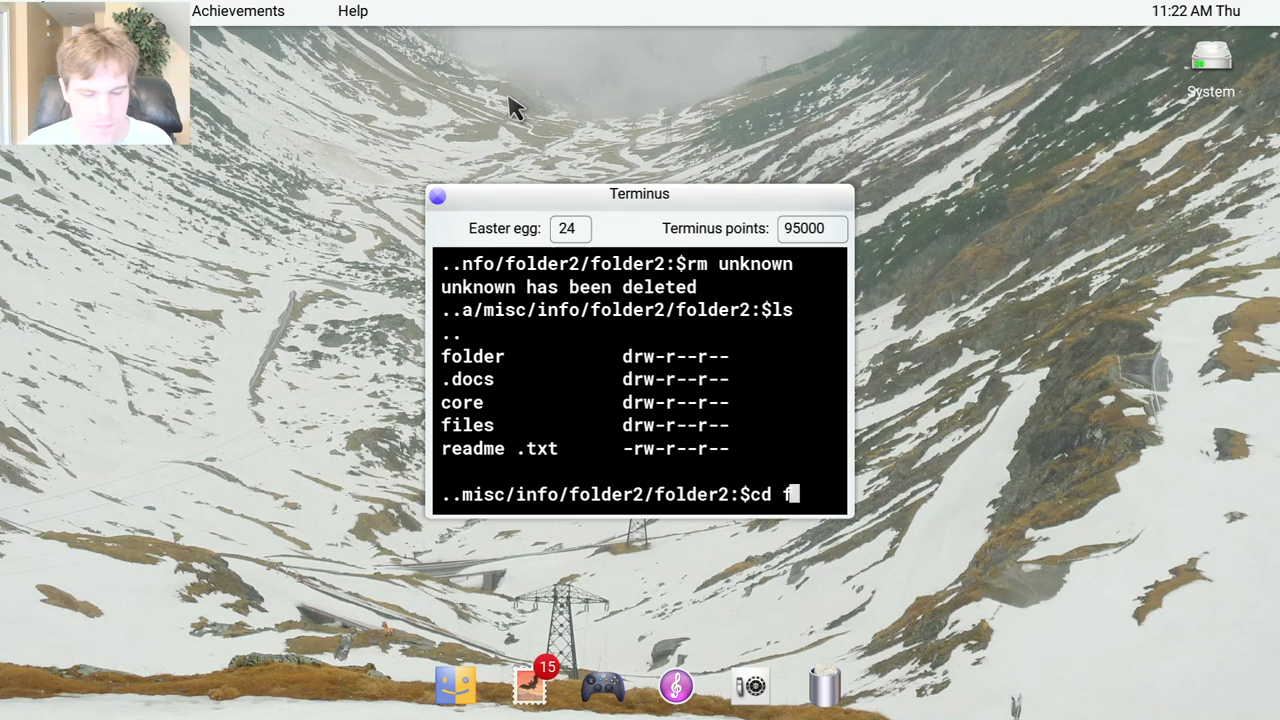 Achievements Help 11:22 AM Thu
System
Terminus
Easter egg: 24 Terminus points: 95000
..nfo/folder2/folder2:$rm unknown
unknown has been deleted
..a/misc/info/folder2/folder2:$ls
..
folder drw-r--r--
.docs drw-r--r--
core drw-r--r--
files drw-r--r--
readme .txt -rw-r--r--
..misc/info/folder2/folder2:$cd f
15